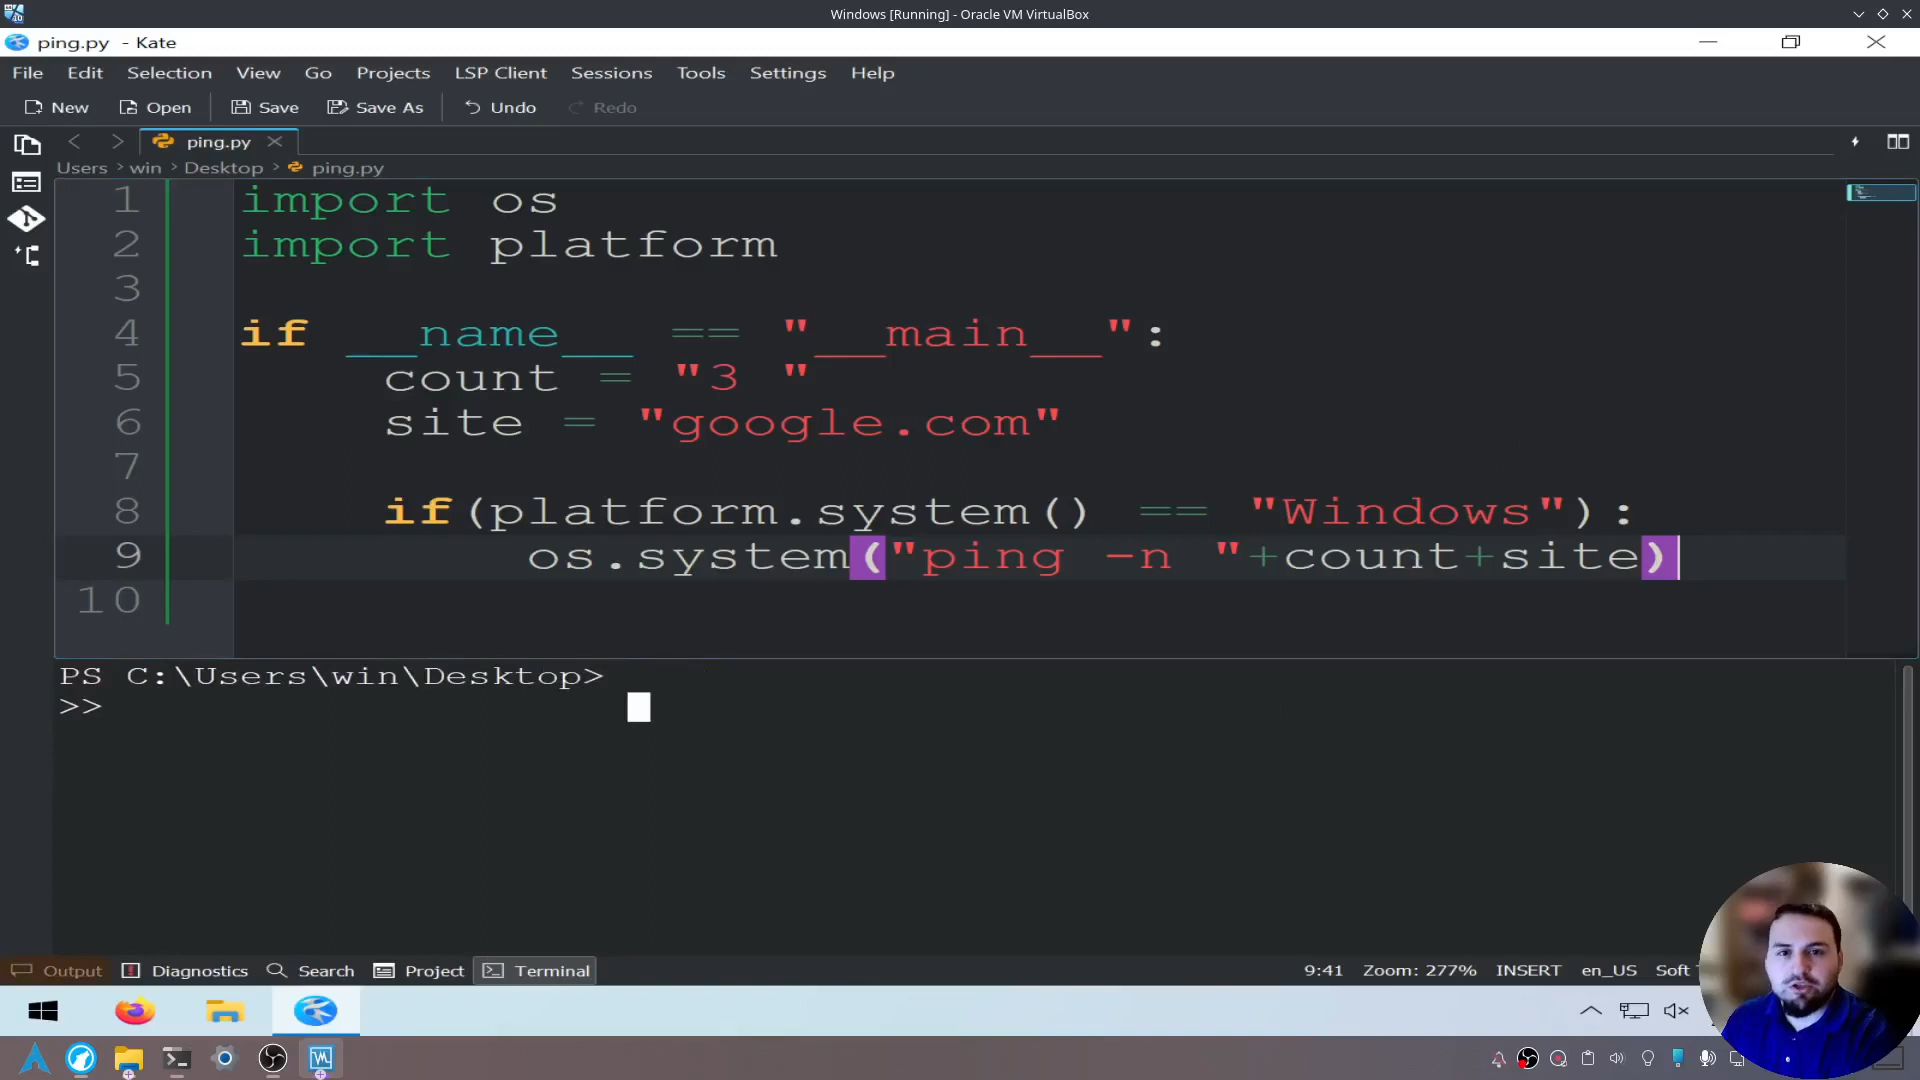 Windows [Running] - Oracle VM VirtualBox
ping.py - Kate
File Edit Selection View Go Projects LSP Client Sessions Tools Settings Help
New Open Save Save As Undo Redo
ping.py
Users > win > Desktop > ping.py
1 import os
2 import platform
3
4 if __name__ == "__main__":
5 count = "3 "
6 site = "google.com"
7
8 if(platform.system() == "Windows"):
9 os.system("ping -n "+count+site)
10
PS C:\Users\win\Desktop>
>>
Output Diagnostics Search Project Terminal 9:41 Zoom: 277% INSERT en_US Soft